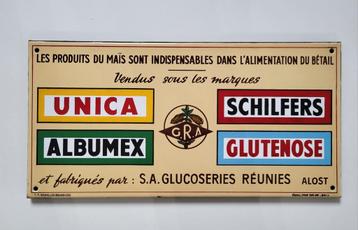 LES PRODUITS DU MAÏS SONT INDISPENSABLES DANS L'ALIMENTATION DU BÉTAIL
Vendus sous les marques
UNICA
SCHILFERS
GRA
ALBUMEX
GLUTENOSE
et fabriqués par : S.A. GLUCOSERIES RÉUNIES ALOST